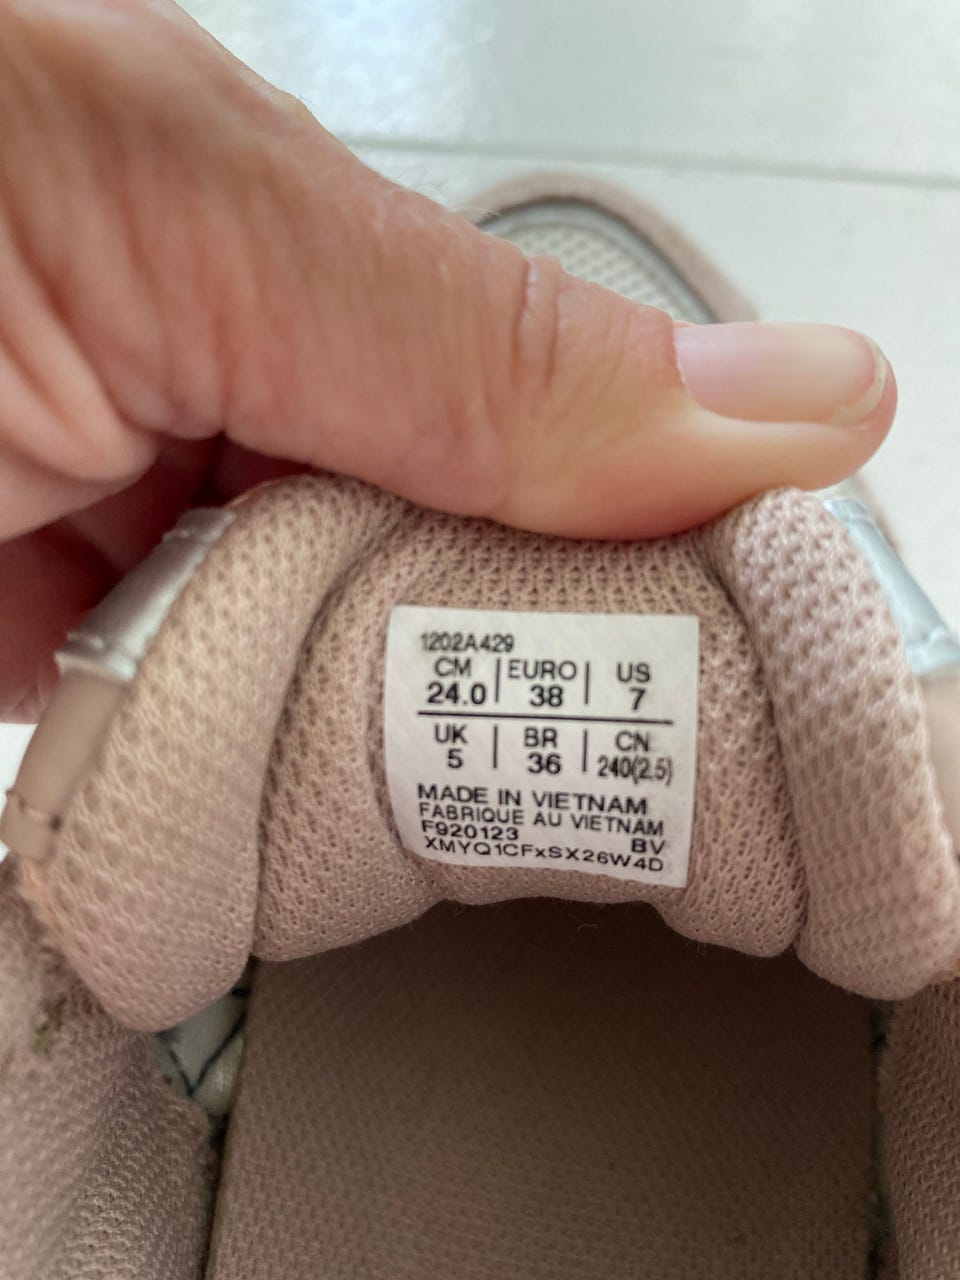 1202A429
CM | EURO | US
24.0 | 38 | 7
UK | BR | CN
5 | 36 | 240(2.5)
MADE IN VIETNAM
FABRIQUE AU VIETNAM
F920123 BV
XMYQ1CFxSX26W4D